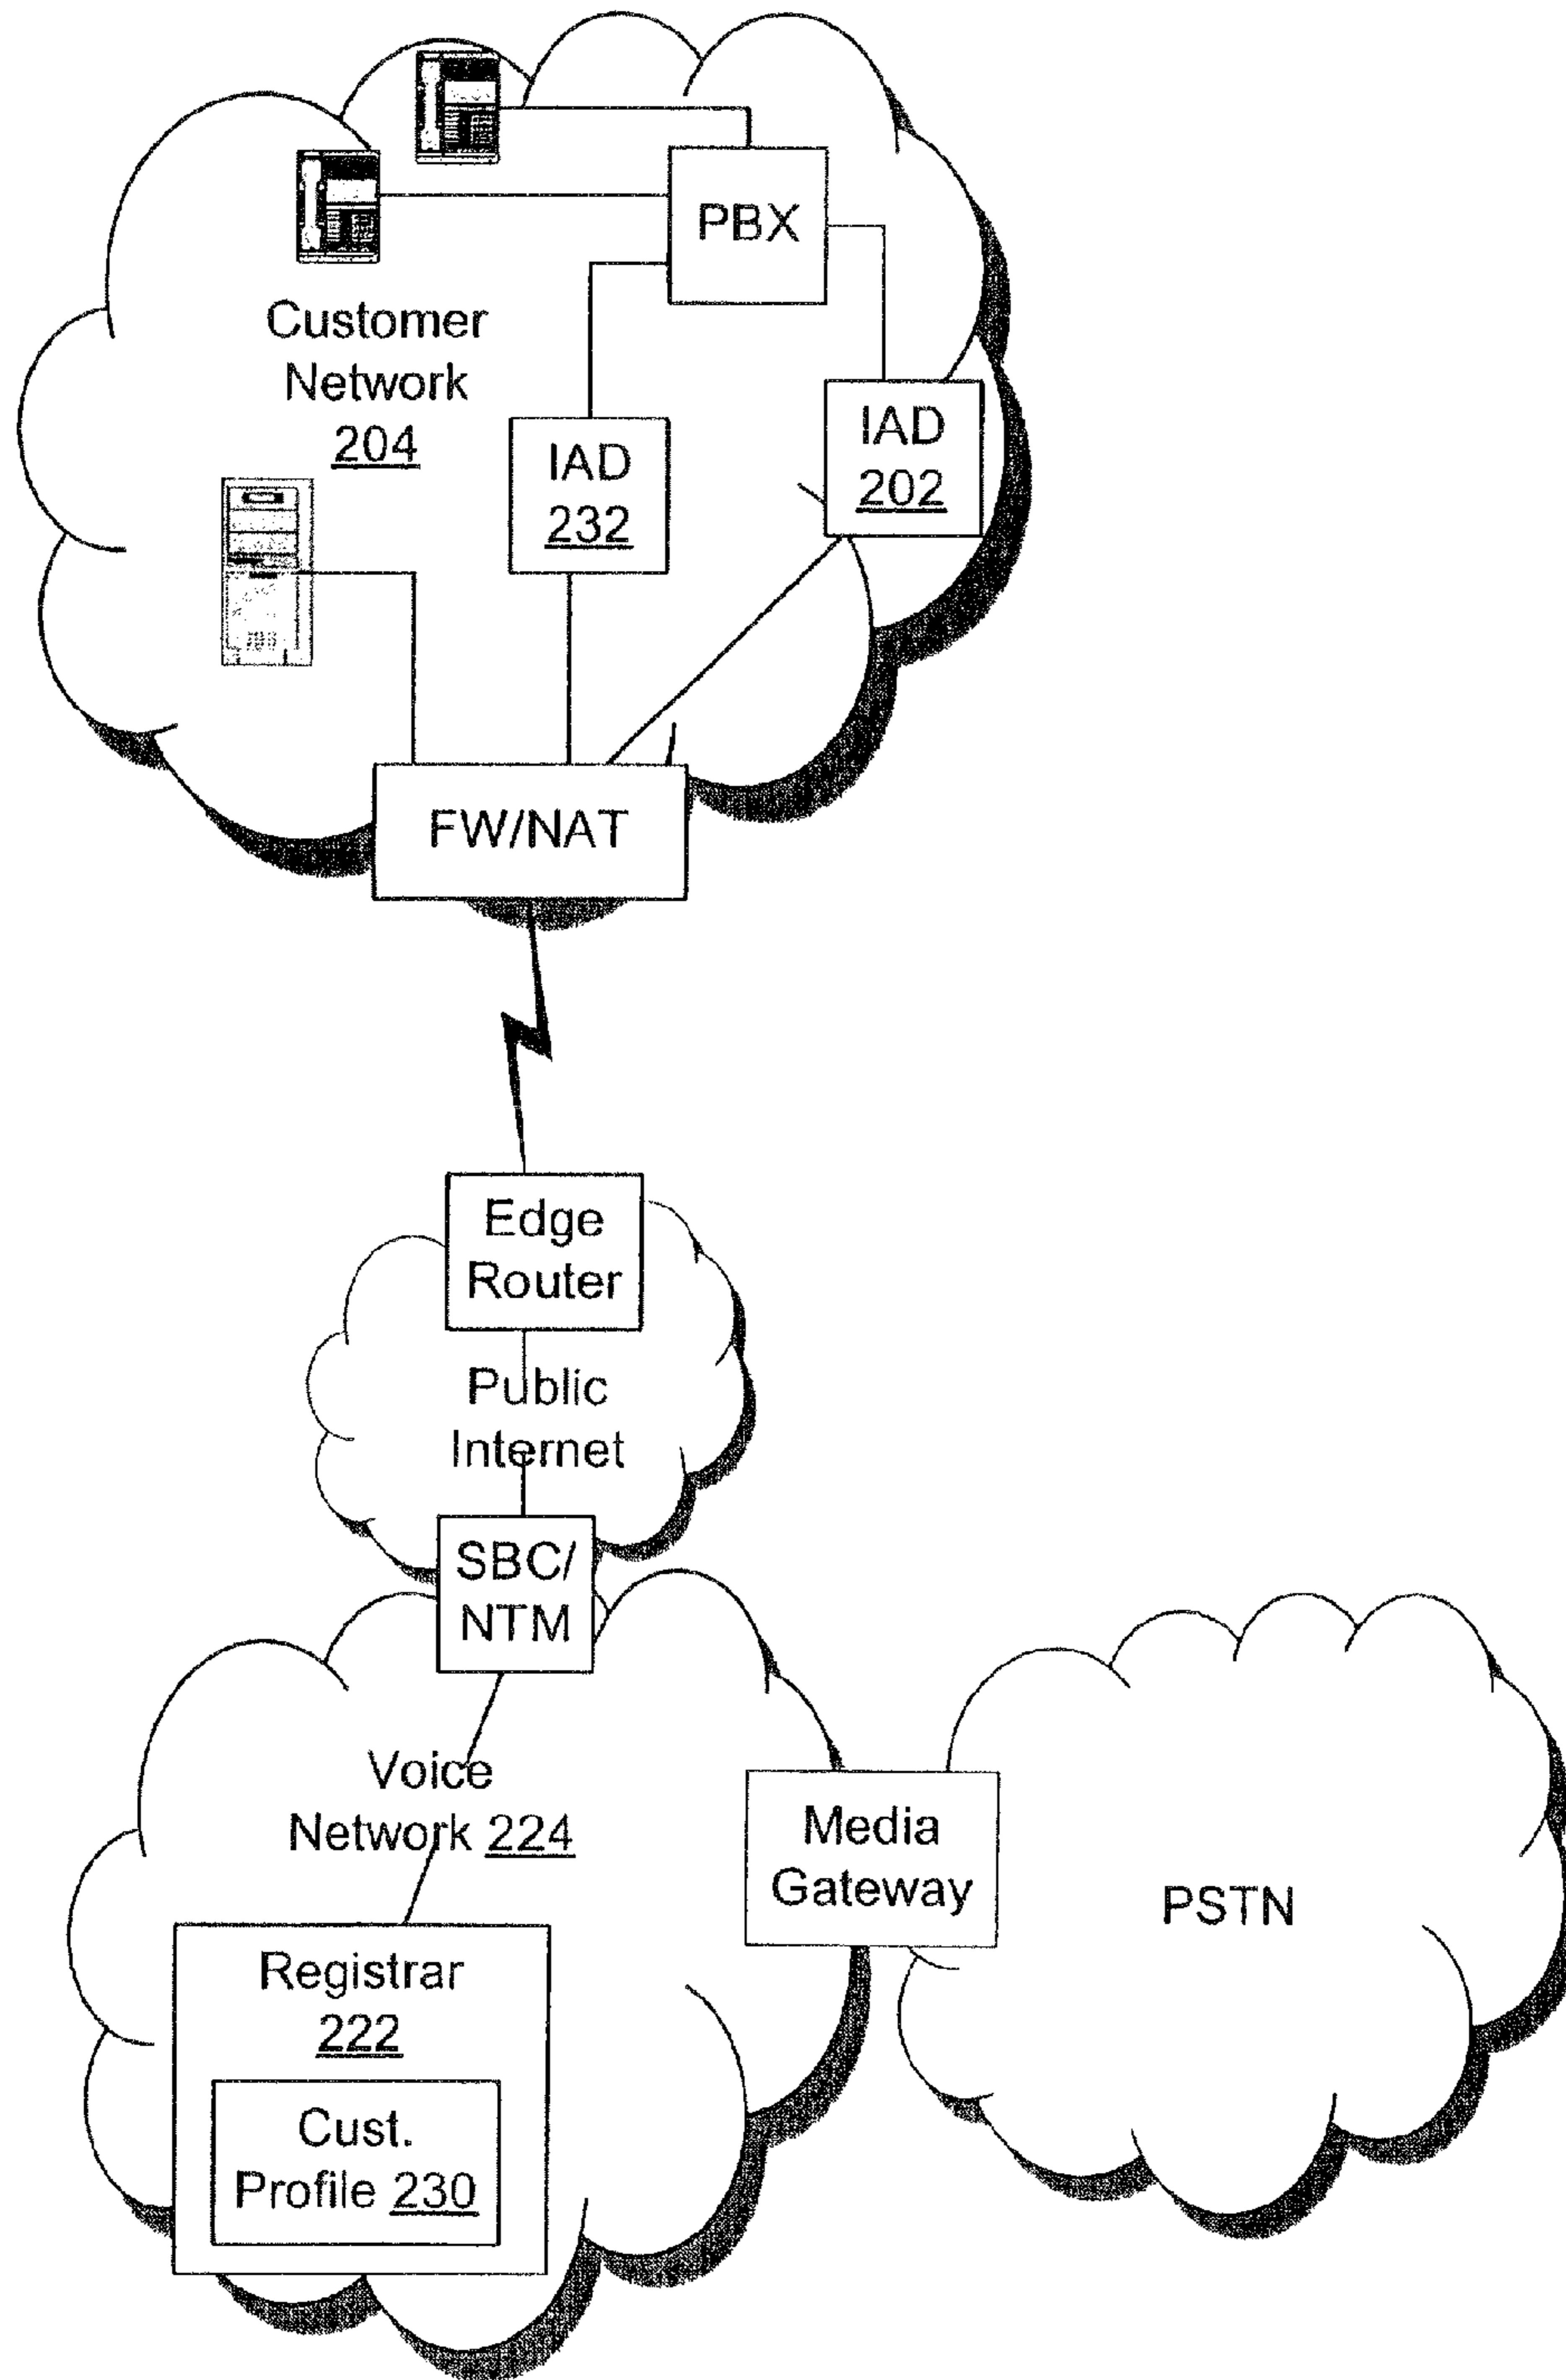 PBX
Customer
Network
204
IAD
202
IAD
232
FW/NAT
Edge
Router
Public
Internet
SBC/
NTM
Voice
Network 224
Media
Gateway
PSTN
Registrar
222
Cust.
Profile 230